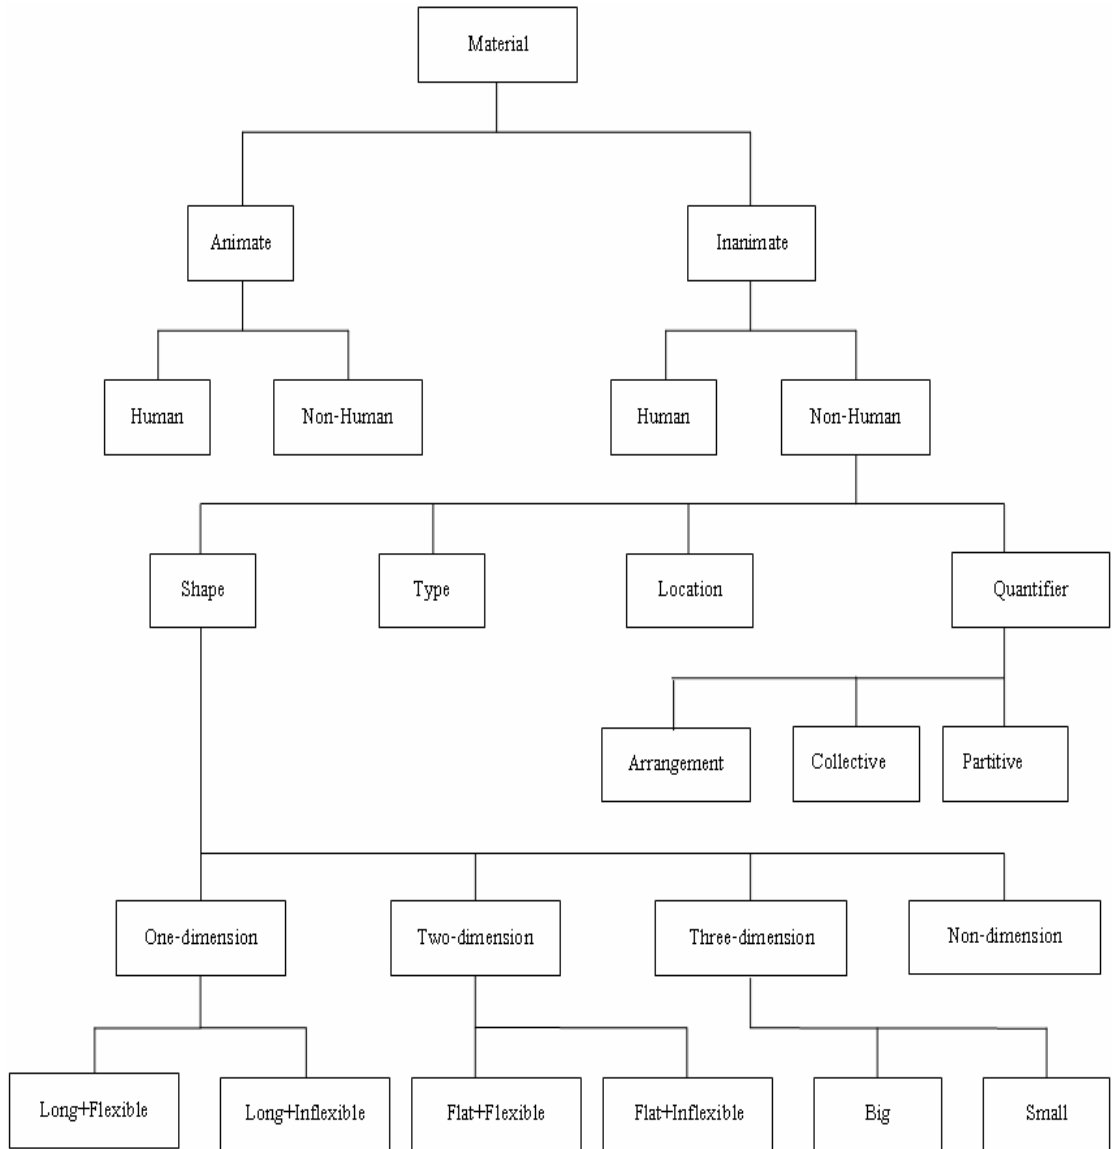 Material
Animate
Inanimate
Human
Non-Human
Human
Non-Human
Shape
Type
Location
Quantifier
Arrangement
Collective
Partitive
One-dimension
Two-dimension
Three-dimension
Non-dimension
Long+Flexible
Long+Inflexible
Flat+Flexible
Flat+Inflexible
Big
Small